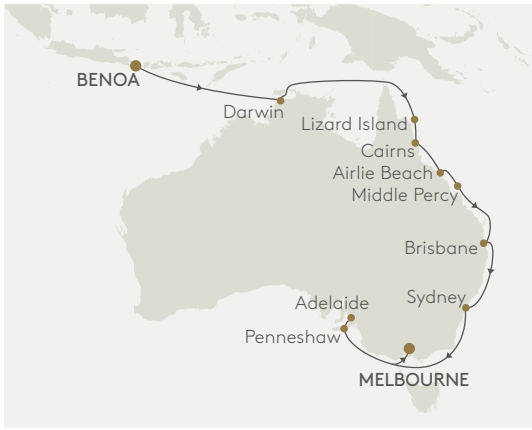 BENOA
Darwin
Lizard Island
Cairns
Airlie Beach
Middle Percy
Brisbane
Sydney
Adelaide
Penneshaw
MELBOURNE